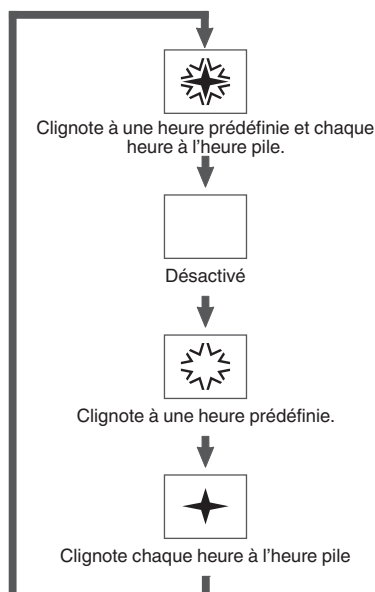 Clignote à une heure prédéfinie et chaque
heure à l'heure pile.
Désactivé
Clignote à une heure prédéfinie.
Clignote chaque heure à l'heure pile